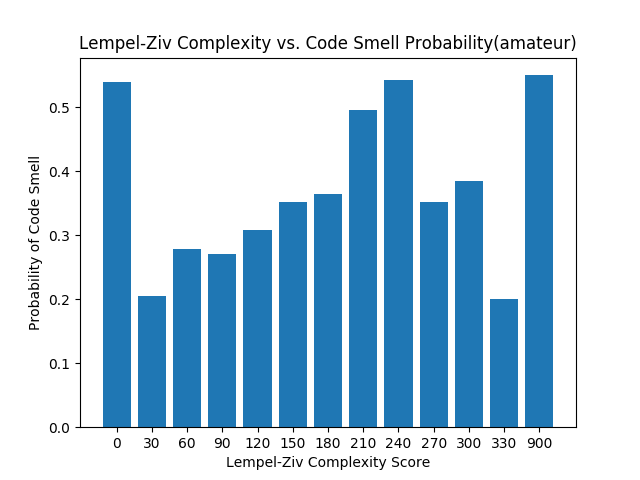 Lempel-Ziv Complexity vs. Code Smell Probability(amateur)
Probability of Code Smell
0.5
0.4
0.3
0.2
0.1
0.0
0 30 60 90 120 150 180 210 240 270 300 330 900
Lempel-Ziv Complexity Score